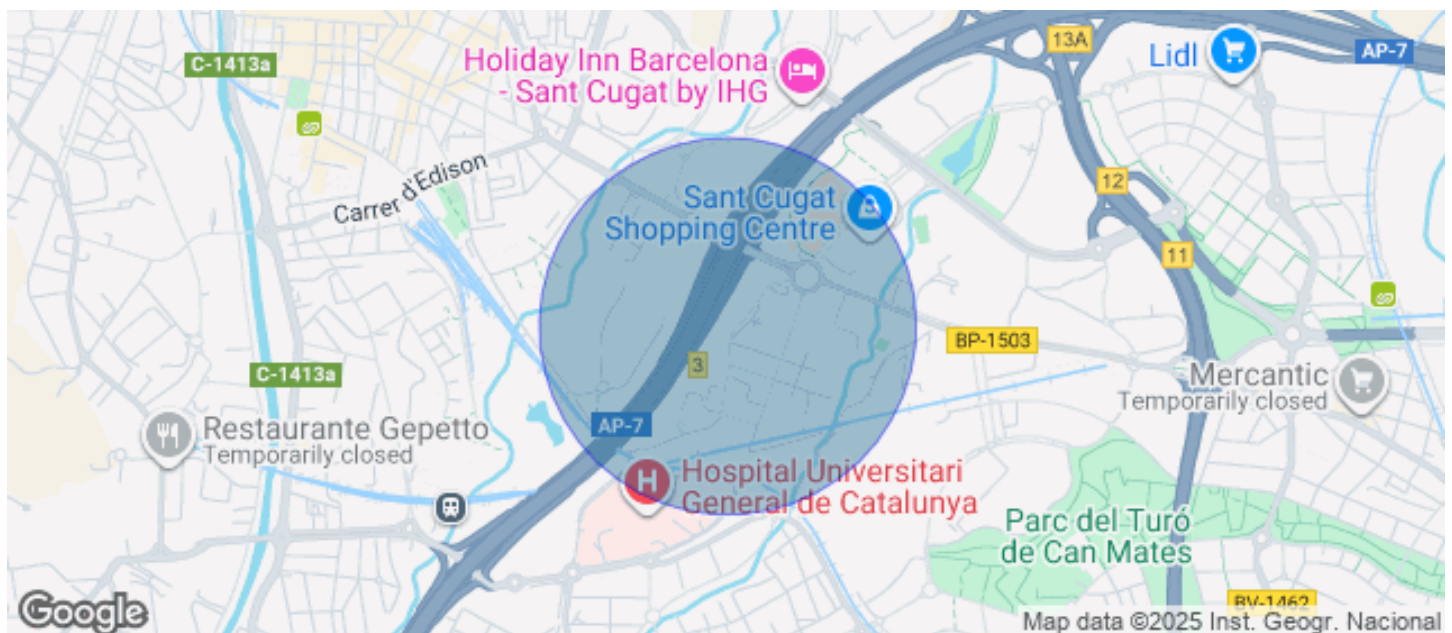 C-1413a
Holiday Inn Barcelona
- Sant Cugat by IHG
13A
Lidl
AP-7
Carrer d'Edison
12
Sant Cugat
Shopping Centre
11
BP-1503
3
C-1413a
Mercantic
Temporarily closed
Restaurante Gepetto
Temporarily closed
AP-7
H
Hospital Universitari
General de Catalunya
Parc del Turó
de Can Mates
BV-1462
Google
Map data ©2025 Inst. Geogr. Nacional